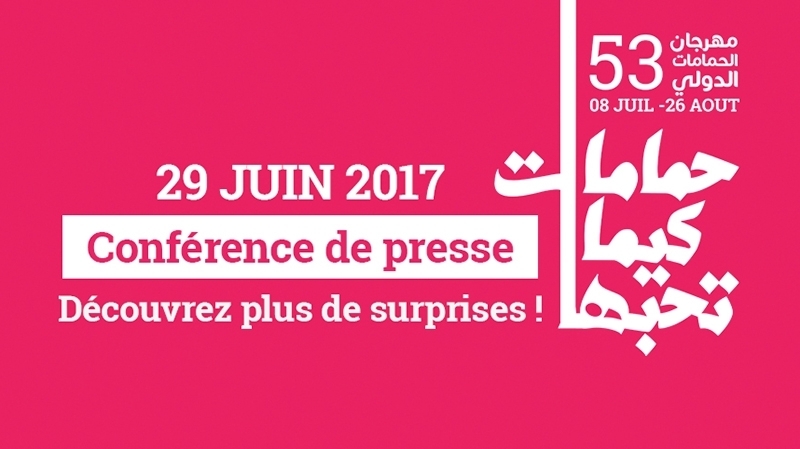 53
مهرجان
الحمامات
الدولي
08 JUIL -26 AOUT
حمامات
كيما
تحبها
29 JUIN 2017
Conférence de presse
Découvrez plus de surprises !